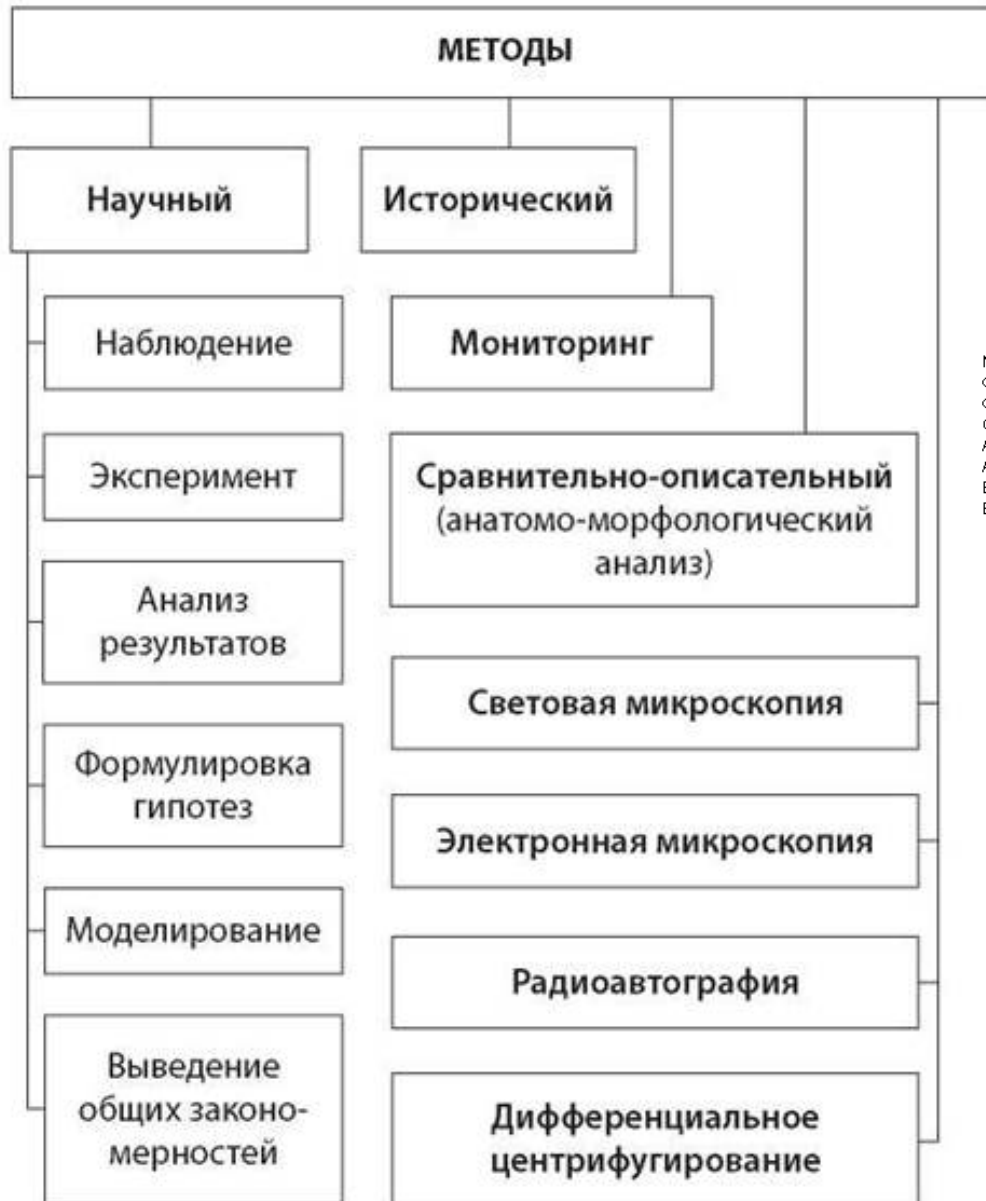 МЕТОДЫ
Научный
Исторический
Наблюдение
Мониторинг
Эксперимент
Сравнительно-описательный
(анатомо-морфологический
анализ)
Анализ
результатов
Световая микроскопия
Формулировка
гипотез
Электронная микроскопия
Моделирование
Радиоавтография
Выведение
общих законо-
мерностей
Дифференциальное
центрифугирование